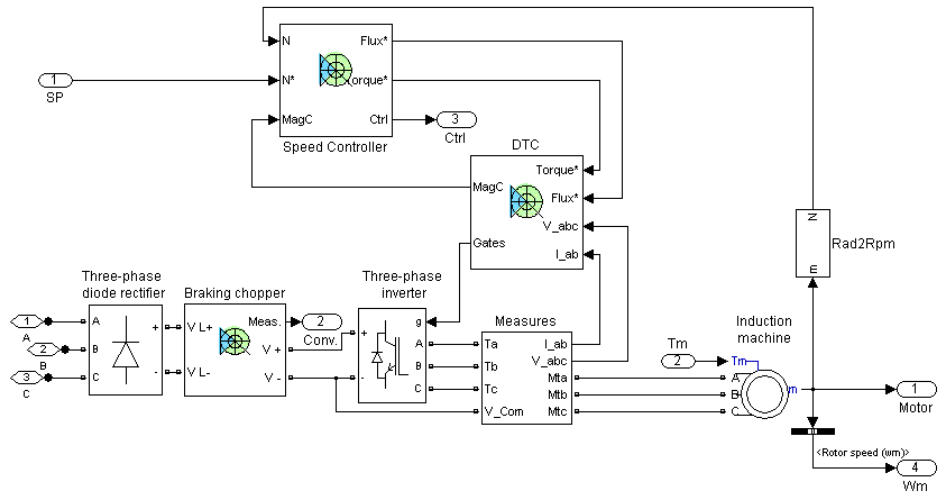 N
Flux*
1
SP
N*
Torque*
MagC
Ctrl
3
Ctrl
Speed Controller
DTC
Torque*
MagC
Flux*
V_abc
Gates
I_ab
N
m
Rad2Rpm
Three-phase
diode rectifier
Braking chopper
Three-phase
inverter
Measures
Induction
machine
1
A
2
B
3
C
A
B
C
+
-
V L+
V L-
Meas.
V +
V -
2
Conv.
+
-
g
A
B
C
Ta
Tb
Tc
V_Com
I_ab
V_abc
Mta
Mtb
Mtc
Tm
2
Tm
A
B
C
m
1
Motor
<Rotor speed (wm)>
4
Wm